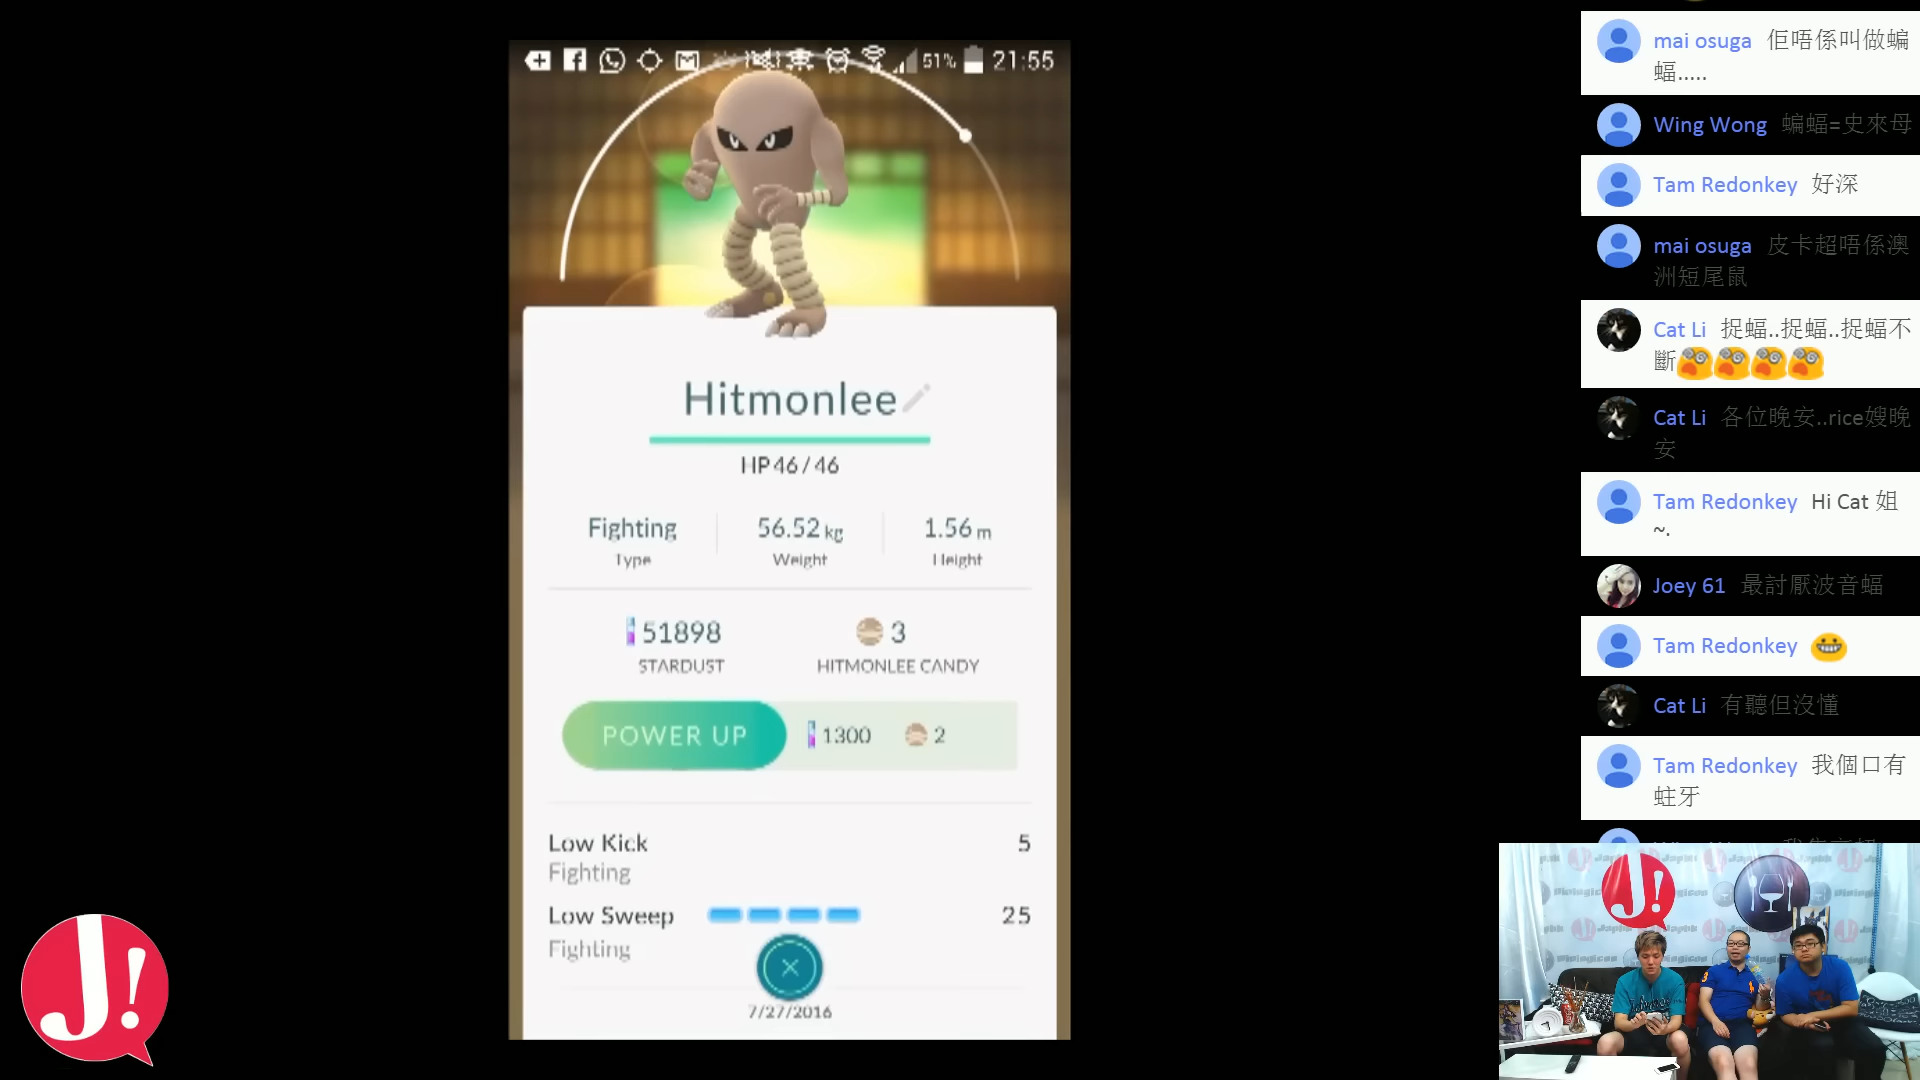 51% 21:55
Hitmonlee
HP 46 / 46
Fighting 56.52 kg 1.56 m
Type Weight Height
51898 3
STARDUST HITMONLEE CANDY
POWER UP 1300 2
Low Kick 5
Fighting
Low Sweep 25
Fighting
7/27/2016
J!
mai osuga 佢唔係叫做蝙
蝠.....
Wing Wong 蝙蝠=史來母
Tam Redonkey 好深
mai osuga 皮卡超唔係澳
洲短尾鼠
Cat Li 捉蝠..捉蝠..捉蝠不
斷
Cat Li 各位晚安..rice嫂晚
安
Tam Redonkey Hi Cat 姐
~.
Joey 61 最討厭波音蝠
Tam Redonkey
Cat Li 有聽但沒懂
Tam Redonkey 我個口有
蛀牙
J!